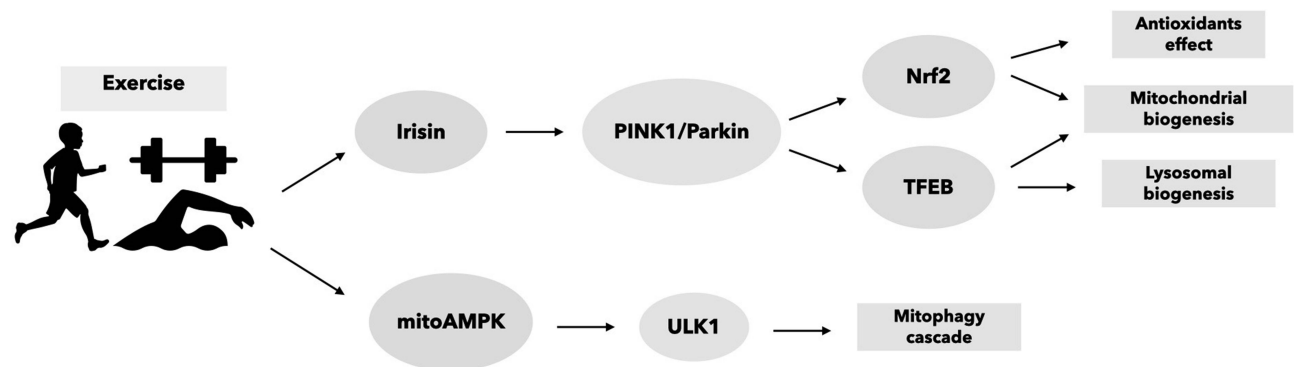 Exercise
Irisin
PINK1/Parkin
Nrf2
TFEB
Antioxidants
effect
Mitochondrial
biogenesis
Lysosomal
biogenesis
mitoAMPK
ULK1
Mitophagy
cascade